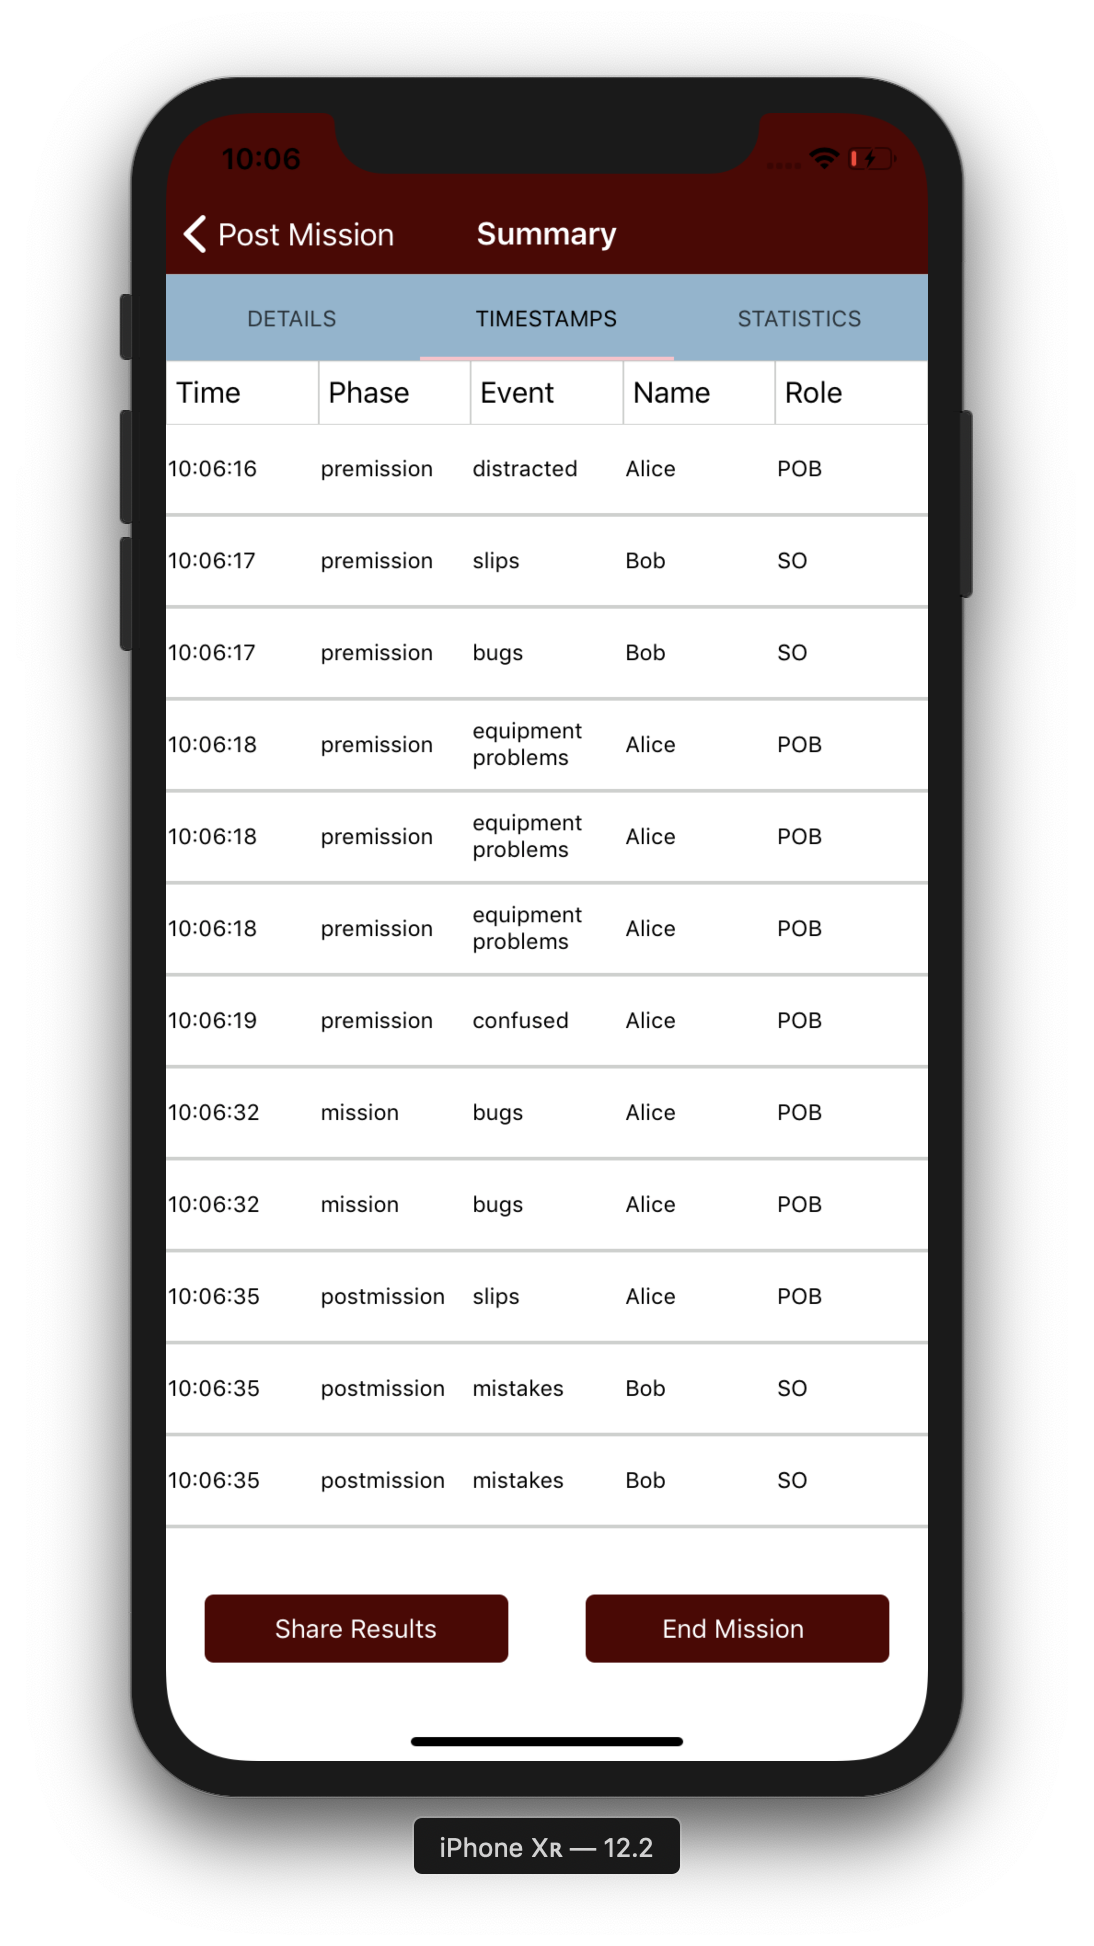 10:06
Post Mission Summary
DETAILS TIMESTAMPS STATISTICS
Time Phase Event Name Role
10:06:16 premission distracted Alice POB
10:06:17 premission slips Bob SO
10:06:17 premission bugs Bob SO
10:06:18 premission equipment problems Alice POB
10:06:18 premission equipment problems Alice POB
10:06:18 premission equipment problems Alice POB
10:06:19 premission confused Alice POB
10:06:32 mission bugs Alice POB
10:06:32 mission bugs Alice POB
10:06:35 postmission slips Alice POB
10:06:35 postmission mistakes Bob SO
10:06:35 postmission mistakes Bob SO
Share Results End Mission
iPhone Xʀ — 12.2